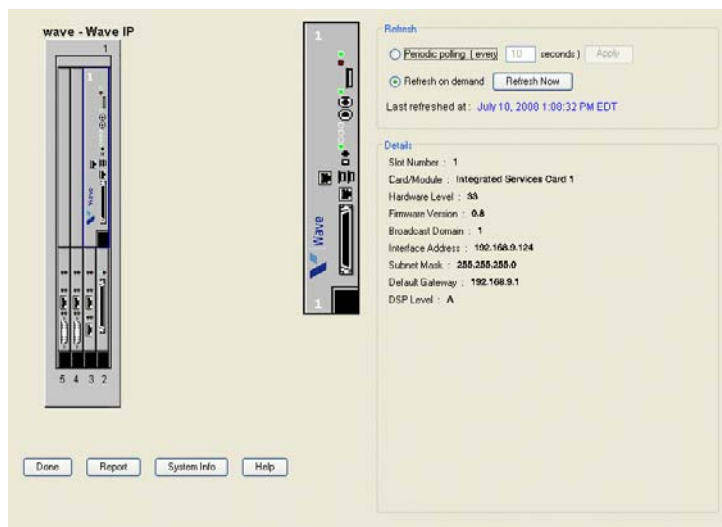 wave - Wave IP
1
1
Wave
5 4 3 2
1
Wave
1
Refresh
Periodic polling ( every 10 seconds ) Apply
Refresh on demand Refresh Now
Last refreshed at : July 10, 2008 1:08:32 PM EDT
Details
Slot Number : 1
Card/Module : Integrated Services Card 1
Hardware Level : 33
Firmware Version : 0.8
Broadcast Domain : 1
Interface Address : 192.168.9.124
Subnet Mask : 255.255.255.0
Default Gateway : 192.168.9.1
DSP Level : A
Done Report System Info Help